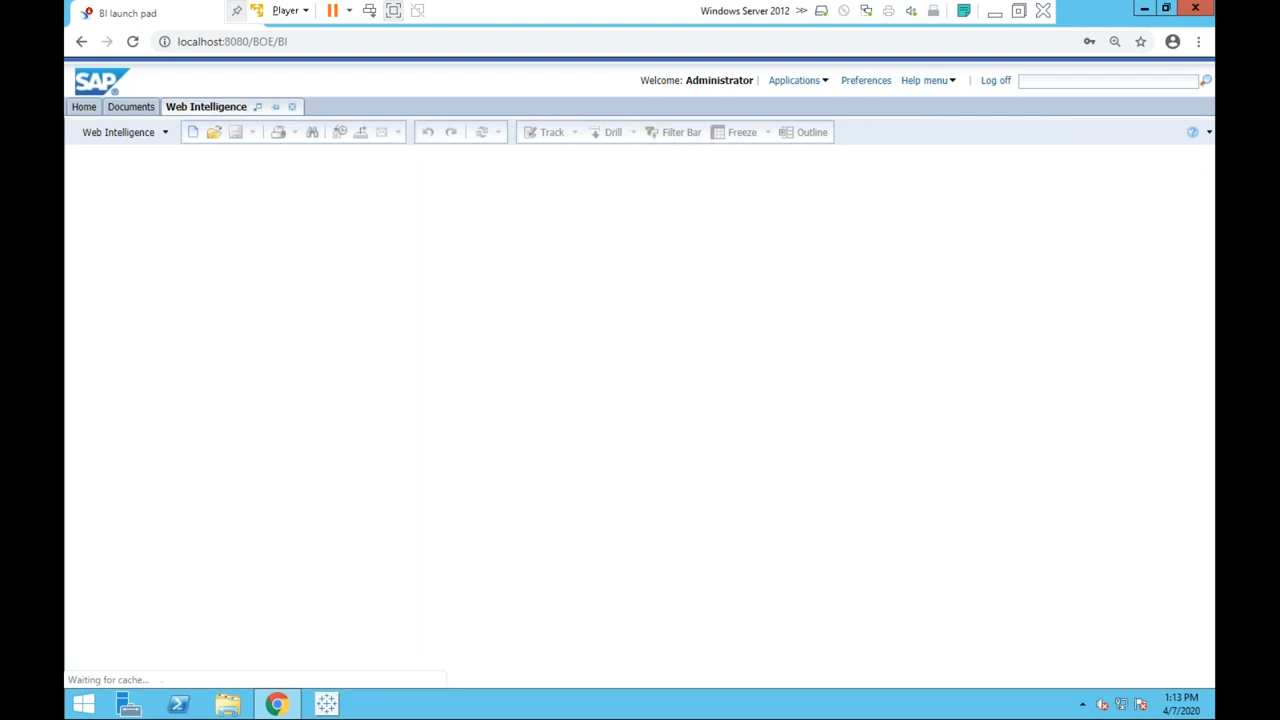 BI launch pad
Player
Windows Server 2012
localhost:8080/BOE/BI
SAP
Welcome: Administrator | Applications Preferences Help menu | Log off
Home Documents Web Intelligence
Web Intelligence Track Drill Filter Bar Freeze Outline
Waiting for cache...
1:13 PM
4/7/2020